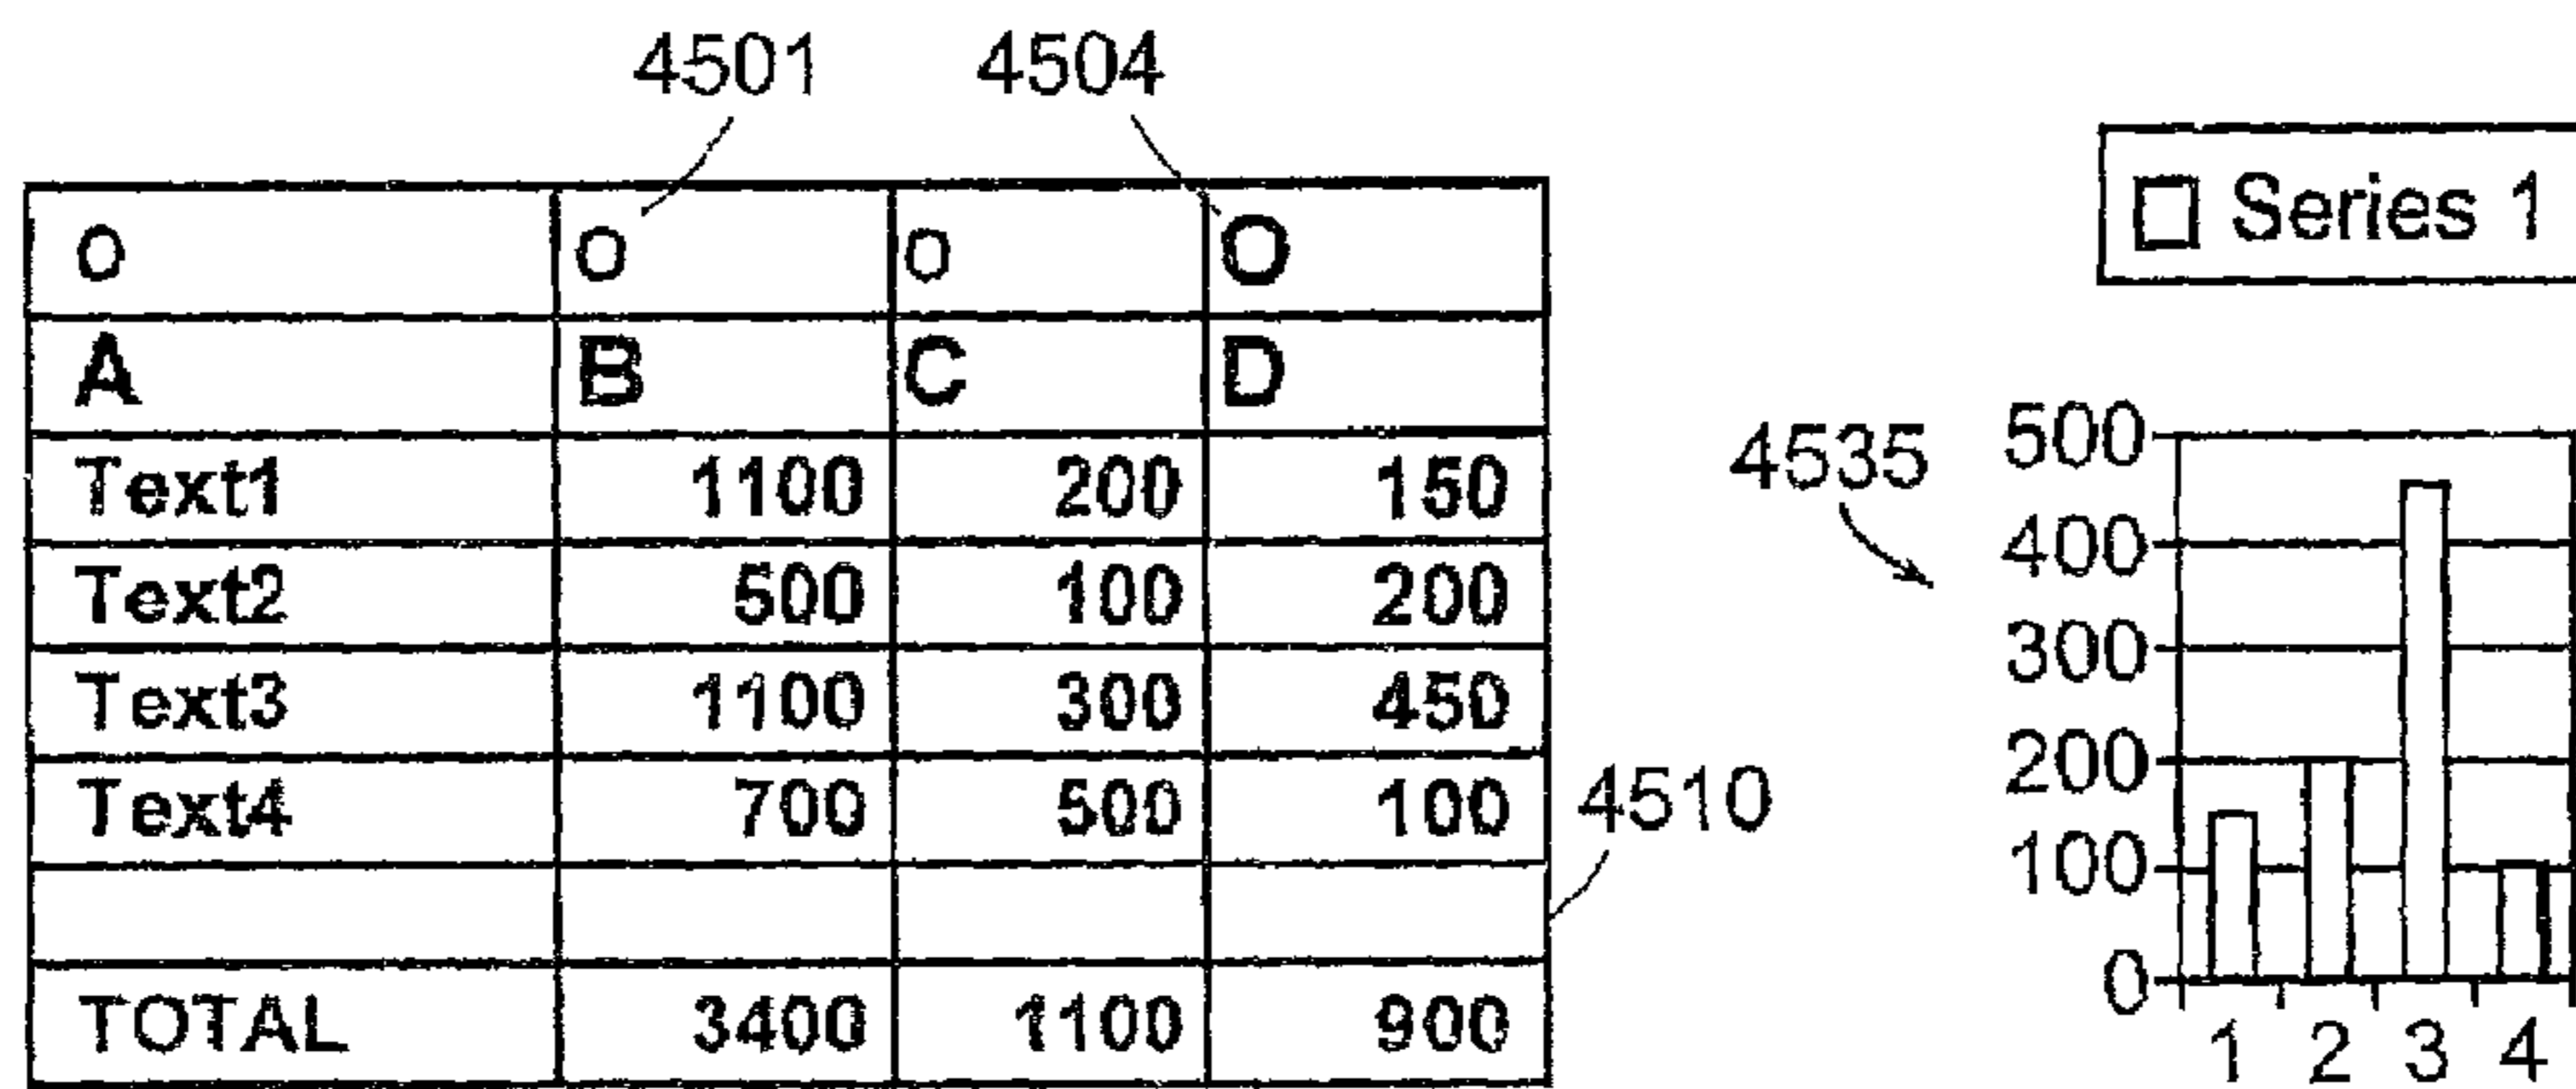 4501 4504
O O O O
A B C D
Text1 1100 200 150
Text2 500 100 200
Text3 1100 300 450
Text4 700 500 100
TOTAL 3400 1100 900
4510
Series 1
4535
500
400
300
200
100
0
1 2 3 4